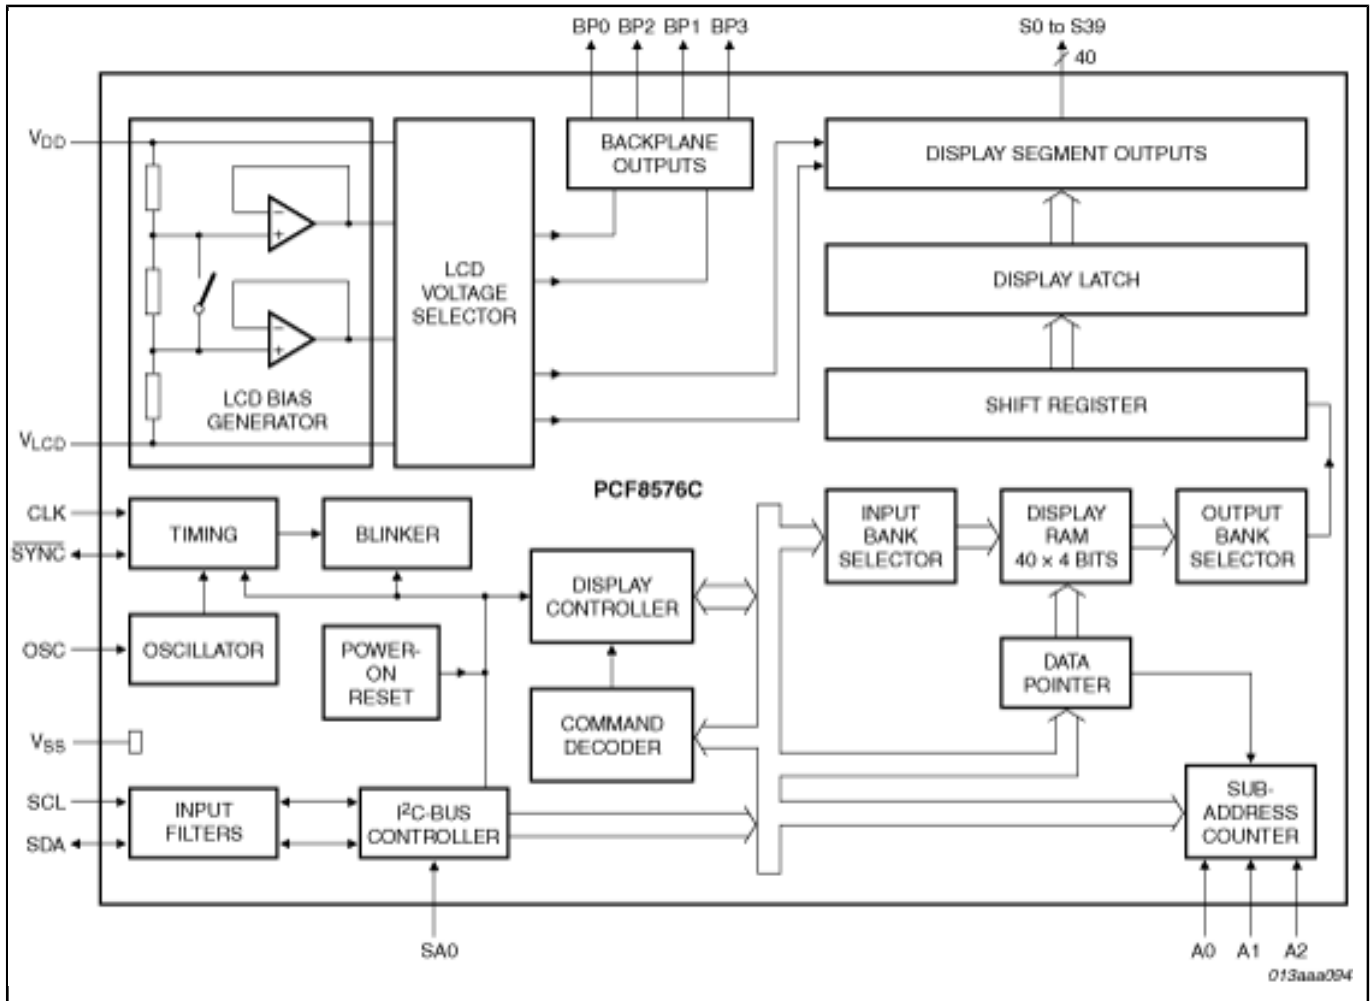 BP0 BP2 BP1 BP3
S0 to S39
40
VDD
BACKPLANE
OUTPUTS
DISPLAY SEGMENT OUTPUTS
LCD
VOLTAGE
SELECTOR
DISPLAY LATCH
LCD BIAS
GENERATOR
SHIFT REGISTER
VLCD
PCF8576C
CLK
SYNC
TIMING
BLINKER
DISPLAY
CONTROLLER
INPUT
BANK
SELECTOR
DISPLAY
RAM
40 × 4 BITS
OUTPUT
BANK
SELECTOR
OSC
OSCILLATOR
POWER-
ON
RESET
DATA
POINTER
VSS
COMMAND
DECODER
SCL
SDA
INPUT
FILTERS
I²C-BUS
CONTROLLER
SUB-
ADDRESS
COUNTER
SA0
A0 A1 A2
013aaa094